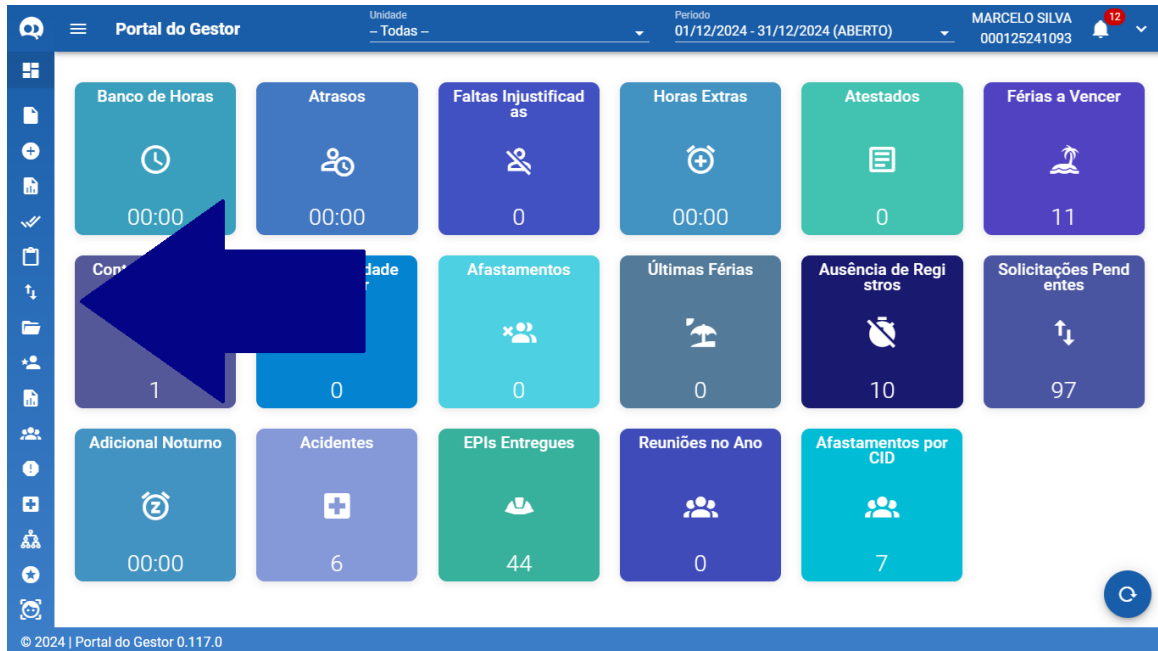 Portal do Gestor
Unidade
-- Todas --
Período
01/12/2024 - 31/12/2024 (ABERTO)
MARCELO SILVA
000125241093
12
Banco de Horas
00:00
Atrasos
00:00
Faltas Injustificad
as
0
Horas Extras
00:00
Atestados
0
Férias a Vencer
11
1
dade
0
Afastamentos
0
Últimas Férias
0
Ausência de Regi
stros
10
Solicitações Pend
entes
97
Adicional Noturno
00:00
Acidentes
6
EPIs Entregues
44
Reuniões no Ano
0
Afastamentos por
CID
7
© 2024 | Portal do Gestor 0.117.0